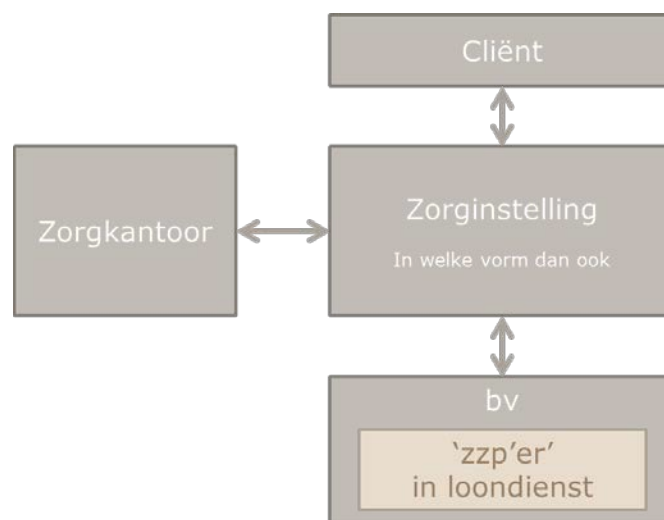 Cliënt
Zorgkantoor
Zorginstelling
In welke vorm dan ook
bv
‘zzp’er’
in loondienst